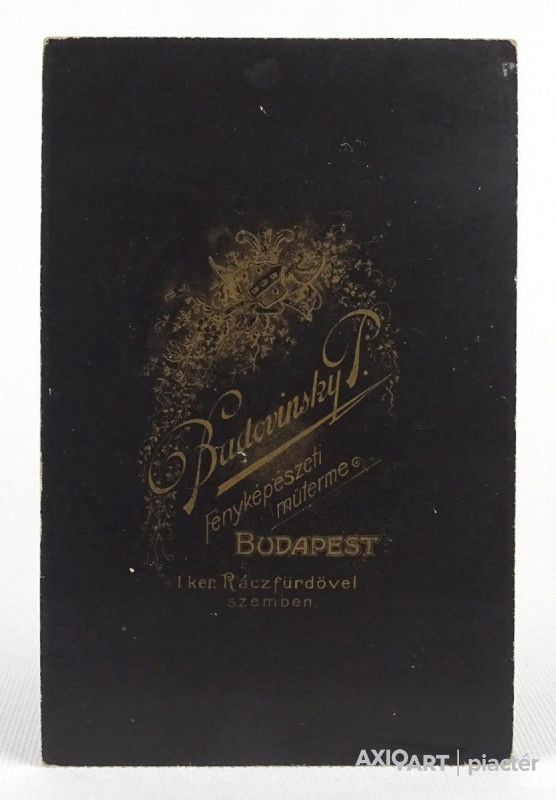 Budovinsky P.
Fényképészeti
műterme
BUDAPEST
I ker. Ráczfürdővel
szemben.
AXIOART | piactér